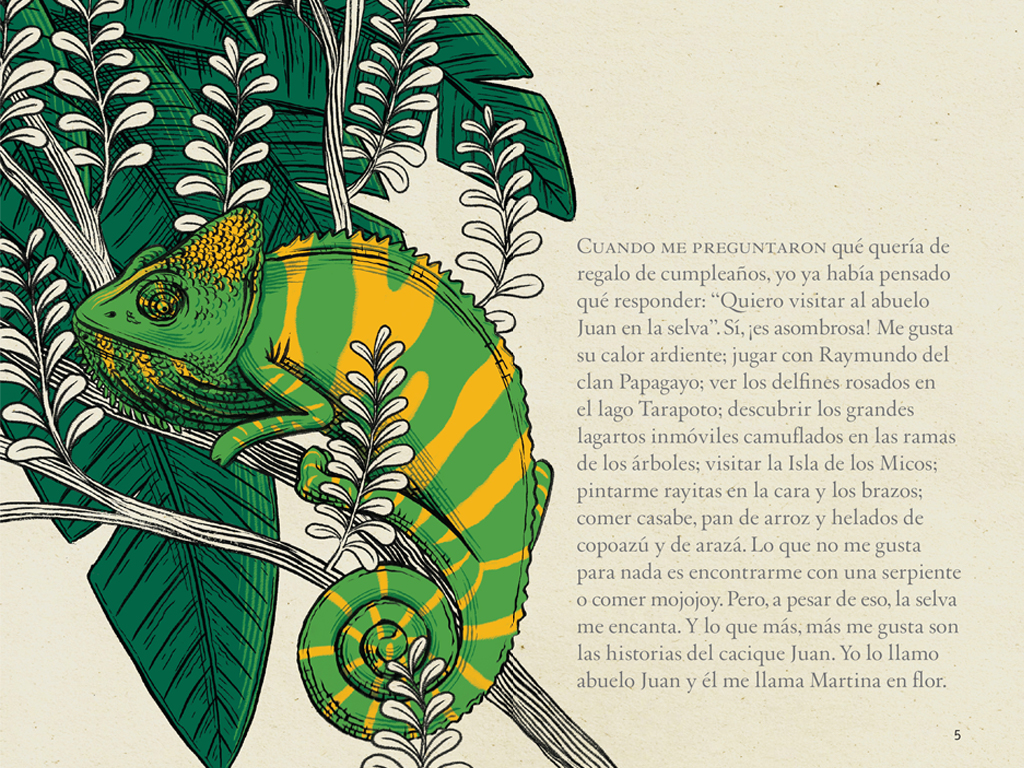 CUANDO ME PREGUNTARON qué quería de
regalo de cumpleaños, yo ya había pensado
qué responder: “Quiero visitar al abuelo
Juan en la selva”. Sí, ¡es asombrosa! Me gusta
su calor ardiente; jugar con Raymundo del
clan Papagayo; ver los delfines rosados en
el lago Tarapoto; descubrir los grandes
lagartos inmóviles camuflados en las ramas
de los árboles; visitar la Isla de los Micos;
pintarme rayitas en la cara y los brazos;
comer casabe, pan de arroz y helados de
copoazú y de arazá. Lo que no me gusta
para nada es encontrarme con una serpiente
o comer mojojoy. Pero, a pesar de eso, la selva
me encanta. Y lo que más, más me gusta son
las historias del cacique Juan. Yo lo llamo
abuelo Juan y él me llama Martina en flor.
5